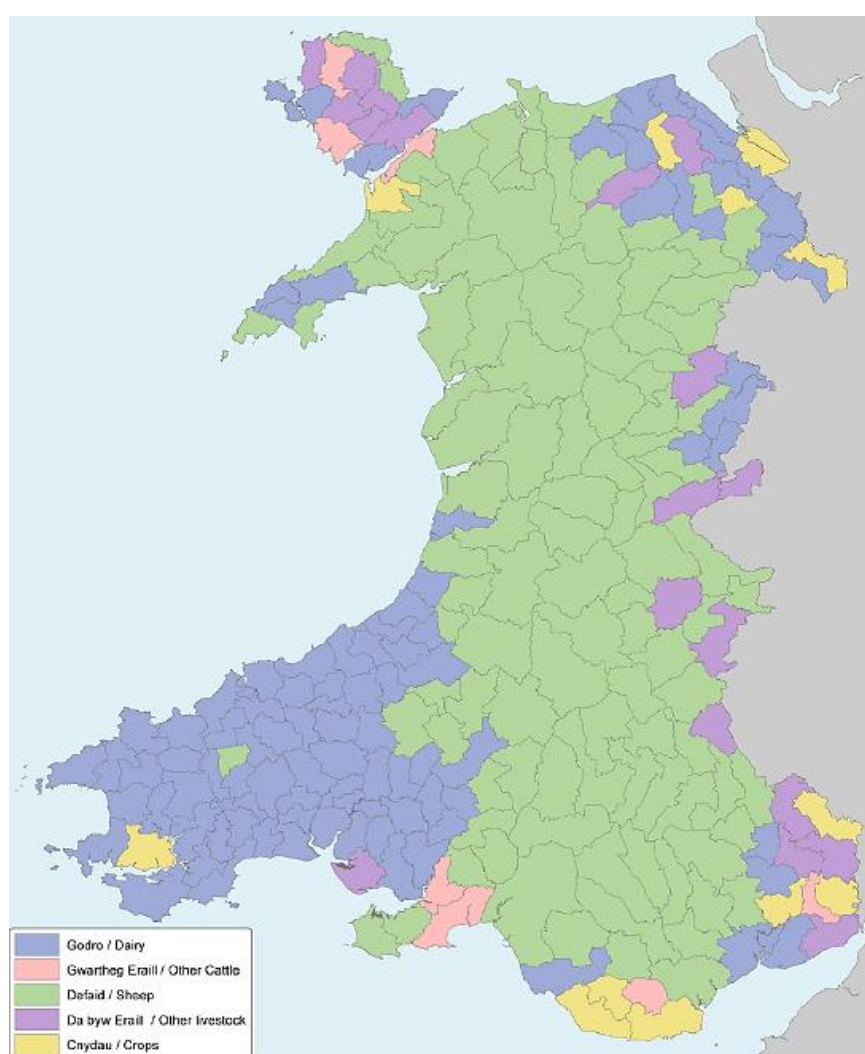 Godro / Dairy
Gwartheg Eraill / Other Cattle
Defaid / Sheep
Da byw Eraill / Other livestock
Cnydau / Crops